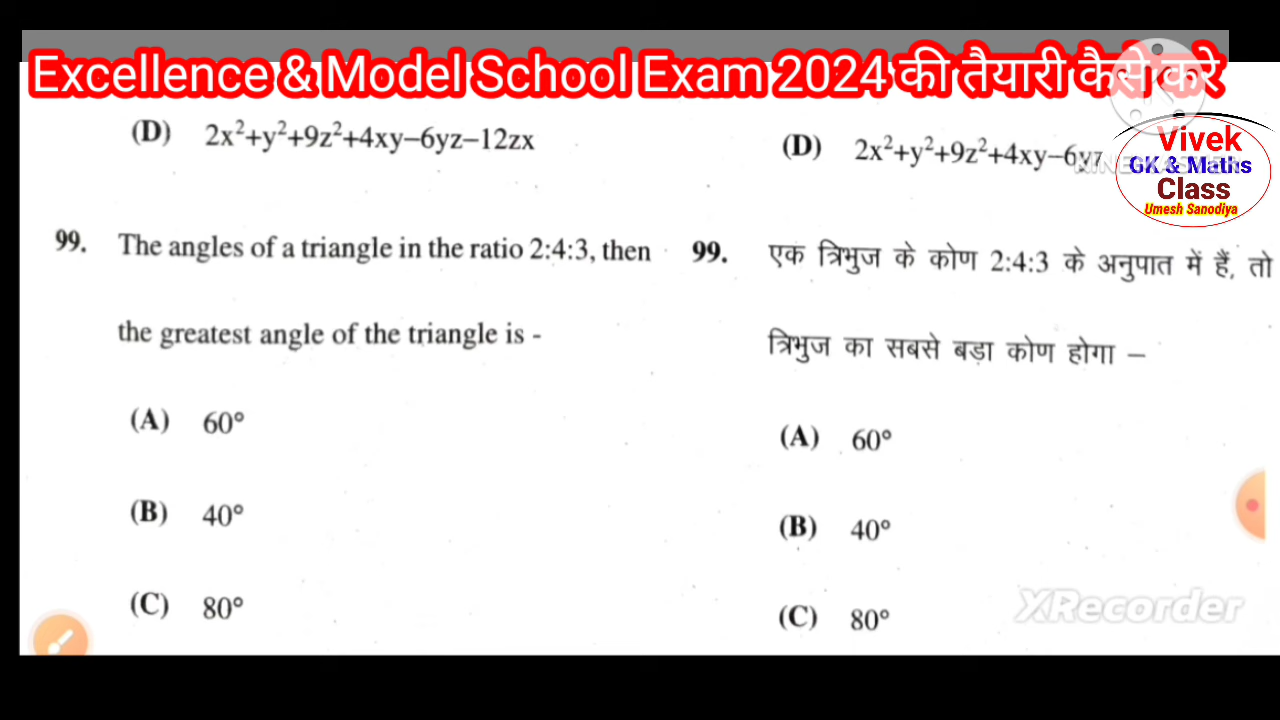 Excellence & Model School Exam 2024 की तैयारी कैसे करे
(D) 2x²+y²+9z²+4xy−6yz−12zx
99. The angles of a triangle in the ratio 2:4:3, then
the greatest angle of the triangle is -
(A) 60°
(B) 40°
(C) 80°
(D) 2x²+y²+9z²+4xy−6yz
99. एक त्रिभुज के कोण 2:4:3 के अनुपात में हैं, तो
त्रिभुज का सबसे बड़ा कोण होगा –
(A) 60°
(B) 40°
(C) 80°
Vivek
GK & Maths
Class
Umesh Sanodiya
KINEMASTER
XRecorder